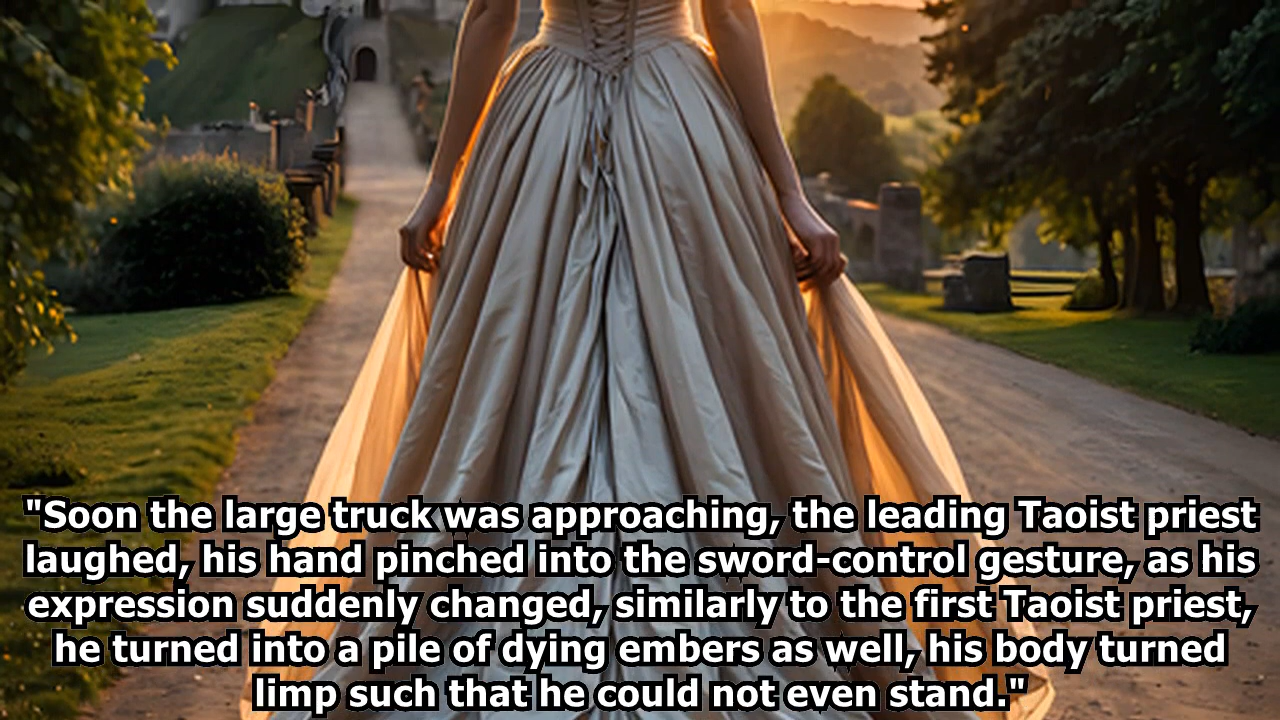 "Soon the large truck was approaching, the leading Taoist priest
laughed, his hand pinched into the sword-control gesture, as his
expression suddenly changed, similarly to the first Taoist priest,
he turned into a pile of dying embers as well, his body turned
limp such that he could not even stand."